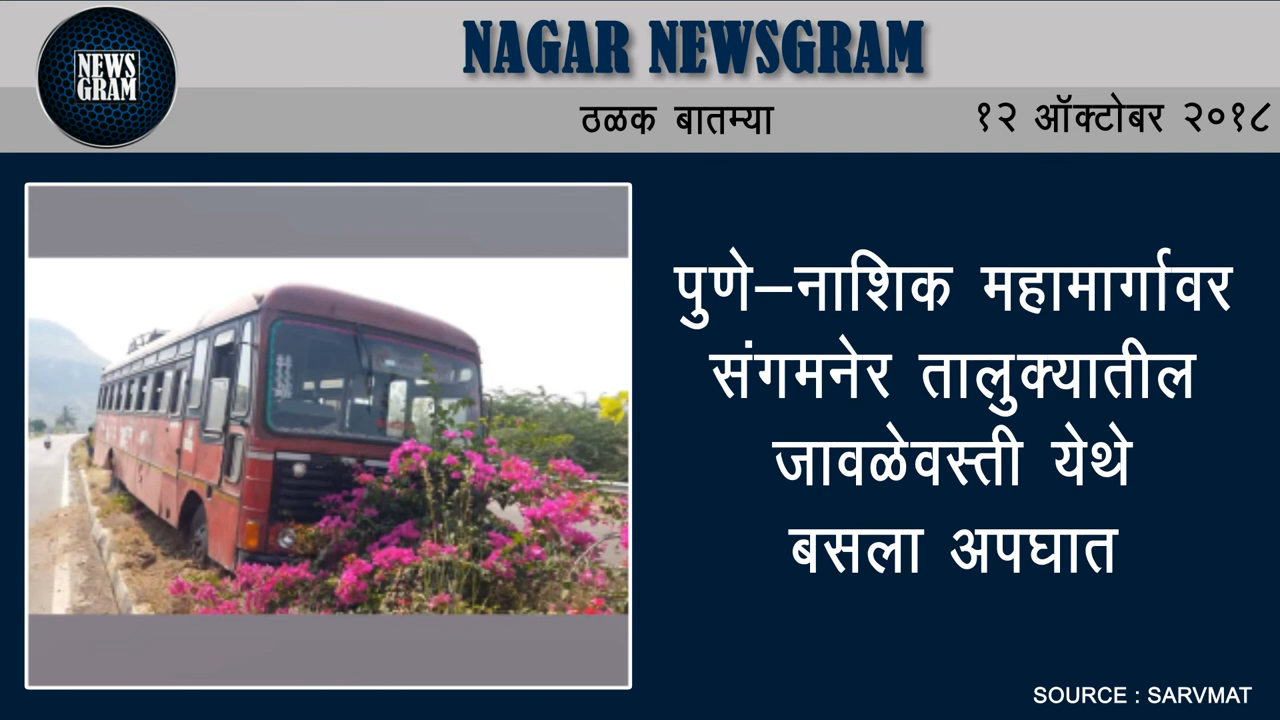 NEWS
GRAM
NAGAR NEWSGRAM
ठळक बातम्या
१२ ऑक्टोबर २०१८
पुणे–नाशिक महामार्गावर
संगमनेर तालुक्यातील
जावळेवस्ती येथे
बसला अपघात
SOURCE : SARVMAT